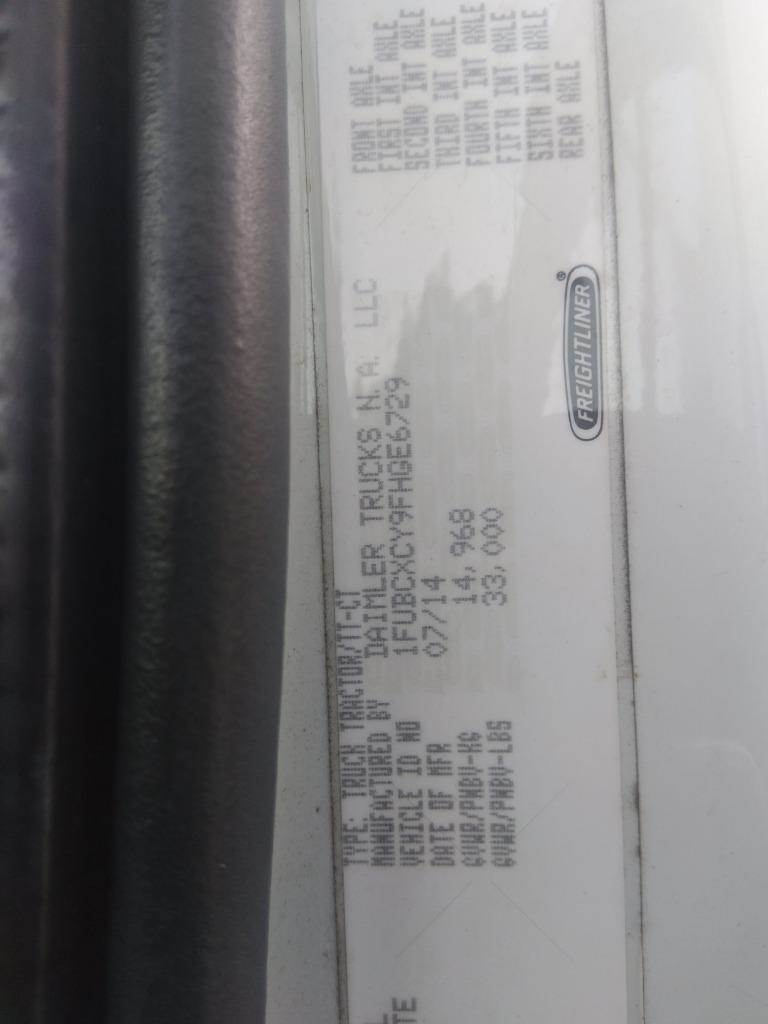 TYPE: TRUCK TRACTOR/TT-CT
MANUFACTURED BY DAIMLER TRUCKS N.A. LLC
VEHICLE ID NO 1FUBCXCY9FHGE6729
DATE OF MFR 07/14
GVWR/PNBV-KG 14,968
GVWR/PNBV-LBS 33,000
FRONT AXLE
FIRST INT AXLE
SECOND INT AXLE
THIRD INT AXLE
FOURTH INT AXLE
FIFTH INT AXLE
SIXTH INT AXLE
REAR AXLE
FREIGHTLINER®